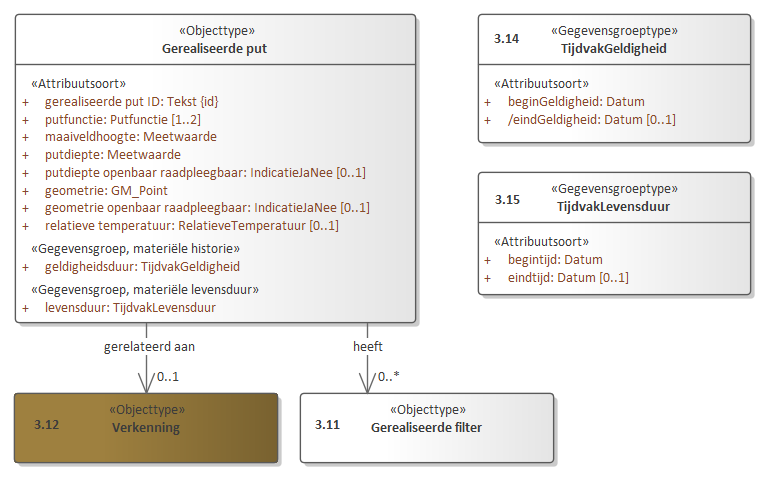 «Objecttype»
Gerealiseerde put
«Attribuutsoort»
+ gerealiseerde put ID: Tekst {id}
+ putfunctie: Putfunctie [1..2]
+ maaiveldhoogte: Meetwaarde
+ putdiepte: Meetwaarde
+ putdiepte openbaar raadpleegbaar: IndicatieJaNee [0..1]
+ geometrie: GM_Point
+ geometrie openbaar raadpleegbaar: IndicatieJaNee [0..1]
+ relatieve temperatuur: RelatieveTemperatuur [0..1]
«Gegevensgroep, materiële historie»
+ geldigheidsduur: TijdvakGeldigheid
«Gegevensgroep, materiële levensduur»
+ levensduur: TijdvakLevensduur
3.14
«Gegevensgroeptype»
TijdvakGeldigheid
«Attribuutsoort»
+ beginGeldigheid: Datum
+ /eindGeldigheid: Datum [0..1]
3.15
«Gegevensgroeptype»
TijdvakLevensduur
«Attribuutsoort»
+ begintijd: Datum
+ eindtijd: Datum [0..1]
gerelateerd aan
0..1
heeft
0..*
3.12
«Objecttype»
Verkenning
3.11
«Objecttype»
Gerealiseerde filter